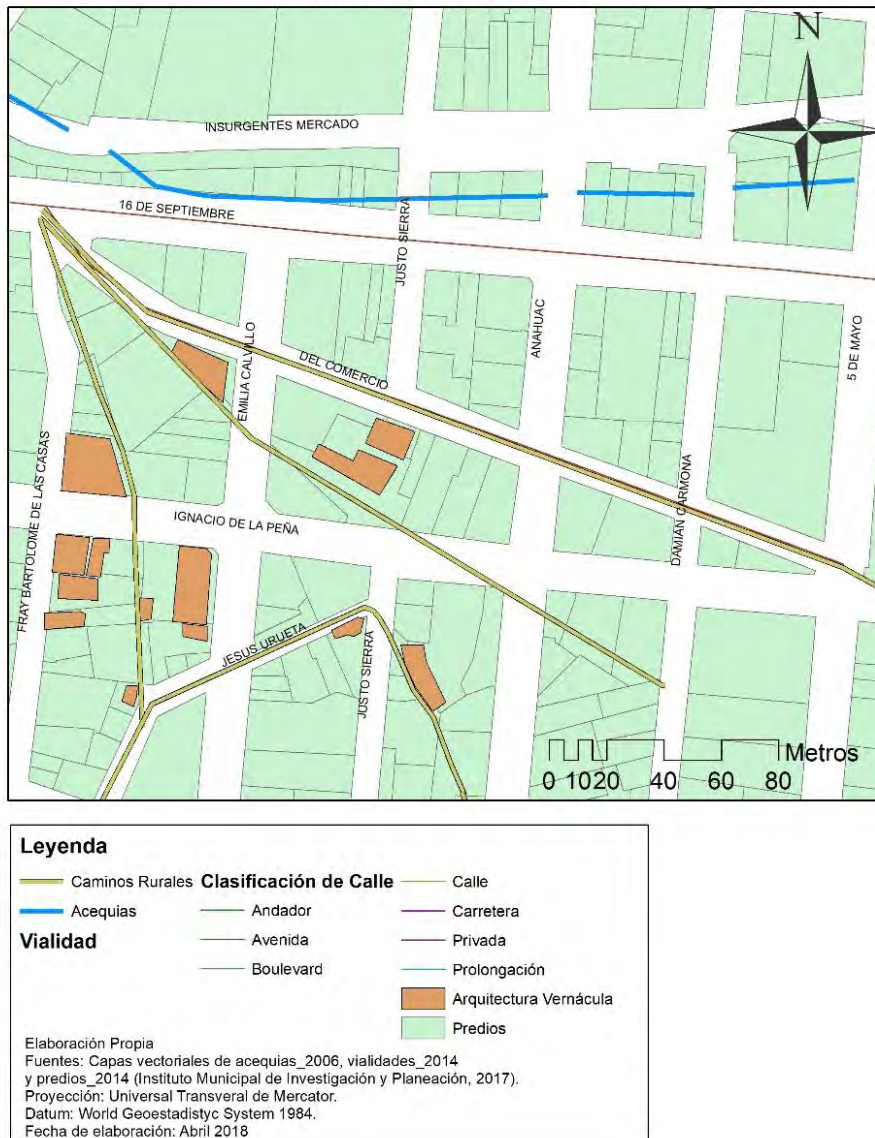 N
INSURGENTES MERCADO
16 DE SEPTIEMBRE
JUSTO SIERRA
ANAHUAC
5 DE MAYO
EMILIA CALVILLO
DEL COMERCIO
FRAY BARTOLOME DE LAS CASAS
IGNACIO DE LA PEÑA
DAMIAN CARMONA
JESUS URUETA
JUSTO SIERRA
Metros
0 10 20 40 60 80
Leyenda
Caminos Rurales
Acequias
Vialidad
Clasificación de Calle
Andador
Avenida
Boulevard
Calle
Carretera
Privada
Prolongación
Arquitectura Vernácula
Predios
Elaboración Propia
Fuentes: Capas vectoriales de acequias_2006, vialidades_2014
y predios_2014 (Instituto Municipal de Investigación y Planeación, 2017).
Proyección: Universal Transveral de Mercator.
Datum: World Geoestadistyc System 1984.
Fecha de elaboración: Abril 2018